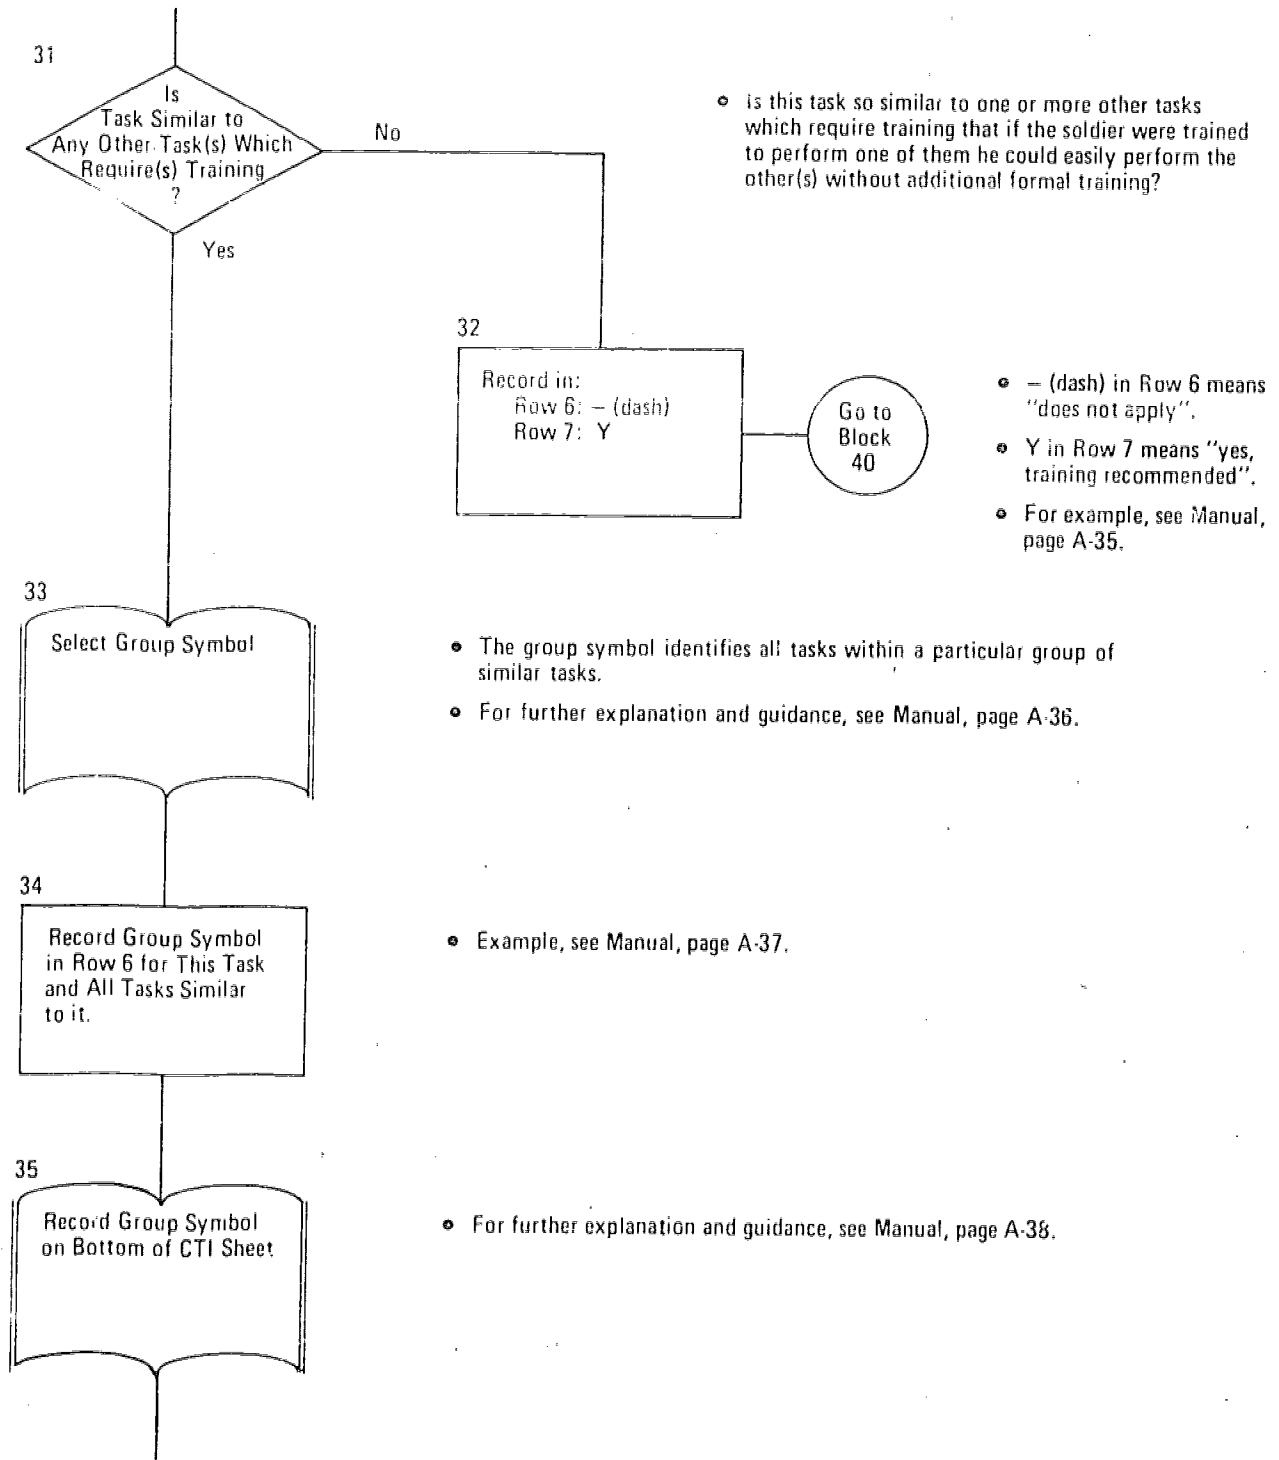 31
Is
Task Similar to
Any Other Task(s) Which
Require(s) Training
?
No
Yes
• Is this task so similar to one or more other tasks
which require training that if the soldier were trained
to perform one of them he could easily perform the
other(s) without additional formal training?
32
Record in:
Row 6: – (dash)
Row 7: Y
Go to
Block
40
• – (dash) in Row 6 means
"does not apply".
• Y in Row 7 means "yes,
training recommended".
• For example, see Manual,
page A-35.
33
Select Group Symbol
• The group symbol identifies all tasks within a particular group of
similar tasks.
• For further explanation and guidance, see Manual, page A-36.
34
Record Group Symbol
in Row 6 for This Task
and All Tasks Similar
to it.
• Example, see Manual, page A-37.
35
Record Group Symbol
on Bottom of CTI Sheet
• For further explanation and guidance, see Manual, page A-38.